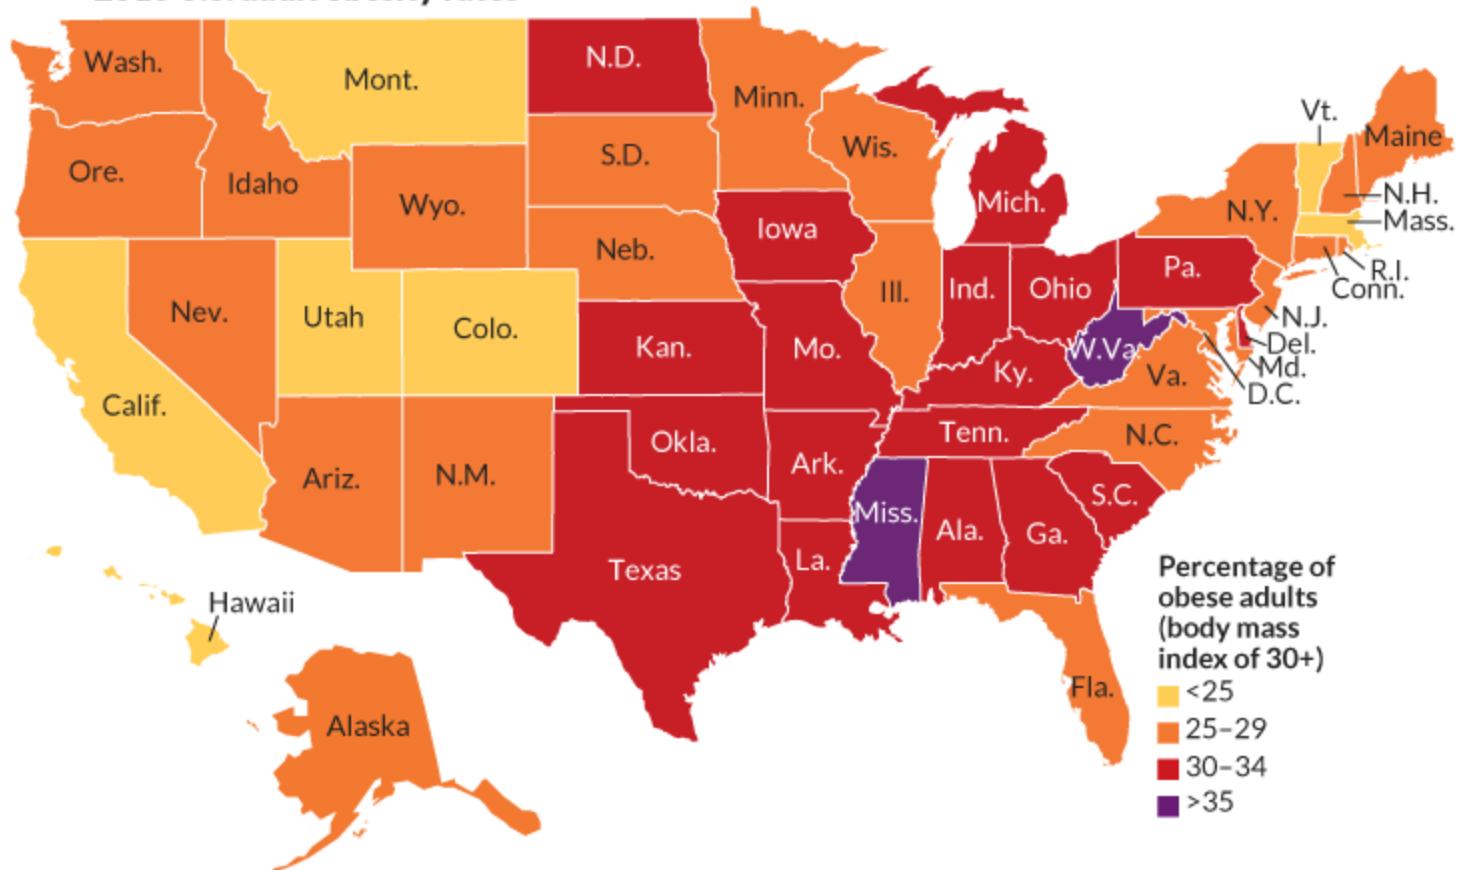 Wash.
Mont.
N.D.
Minn.
Vt.
Maine
Ore.
Idaho
Wyo.
S.D.
Wis.
Mich.
N.Y.
N.H.
Mass.
R.I.
Conn.
Nev.
Utah
Colo.
Neb.
Iowa
Ill.
Ind.
Ohio
Pa.
N.J.
Del.
Md.
D.C.
Calif.
Kan.
Mo.
Ky.
W.Va.
Va.
Ariz.
N.M.
Okla.
Ark.
Tenn.
N.C.
Texas
La.
Miss.
Ala.
Ga.
S.C.
Fla.
Hawaii
Alaska
Percentage of
obese adults
(body mass
index of 30+)
<25
25–29
30–34
>35